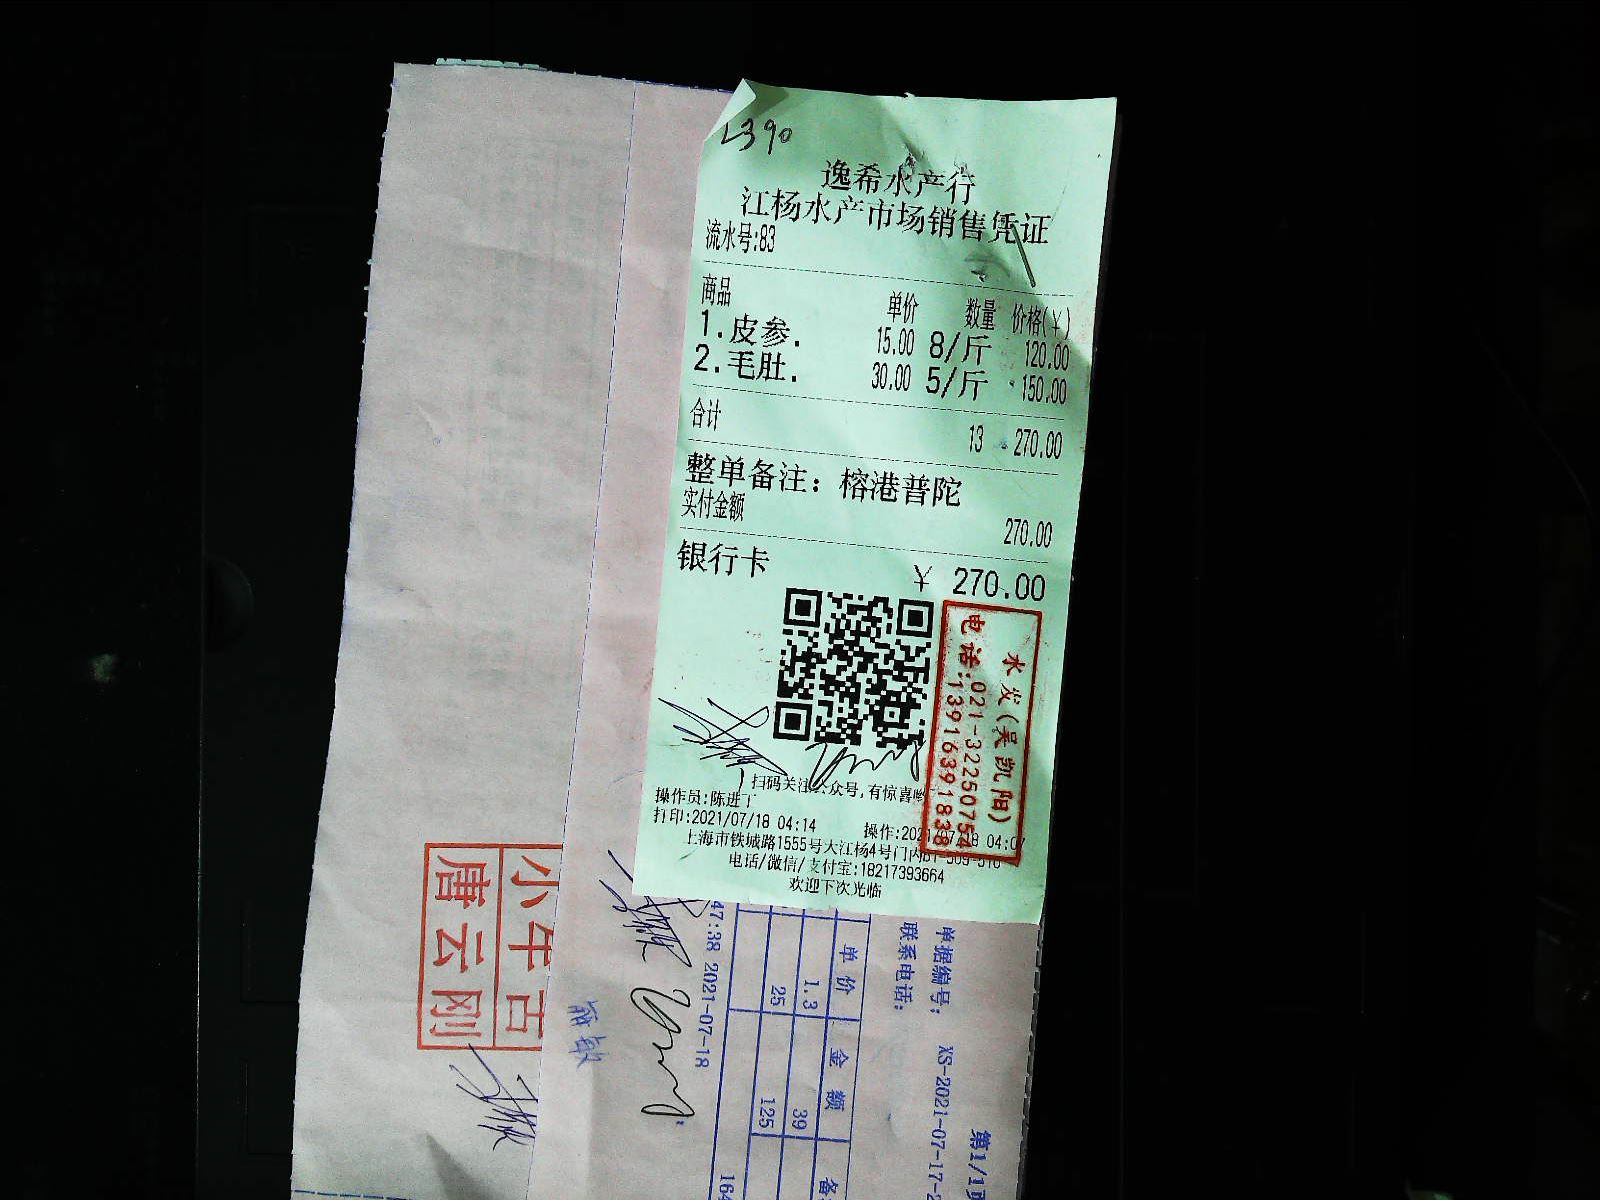 逸希水产行
江杨水产市场销售凭证
流水号:83
商品 单价 数量 价格(¥)
1.皮参. 15.00 8/斤 120.00
2.毛肚. 30.00 5/斤 150.00
合计 13 270.00
整单备注：榕港普陀
实付金额 270.00
银行卡 ¥ 270.00
水发(吴凯阳)
电话:021-32250754
13916391838
扫码关注公众号,有惊喜
操作员:陈进丁
打印:2021/07/18 04:14 操作:2021/07/18 04:07
上海市铁城路1555号大江杨4号门内B1-509-510
电话/微信/支付宝:18217393664
欢迎下次光临
第1/1页
单据编号: XS-2021-07-17-2
联系电话:
单价 金额 备
1.3 39
25 125
164
47:38 2021-07-18
小午古
唐云刚